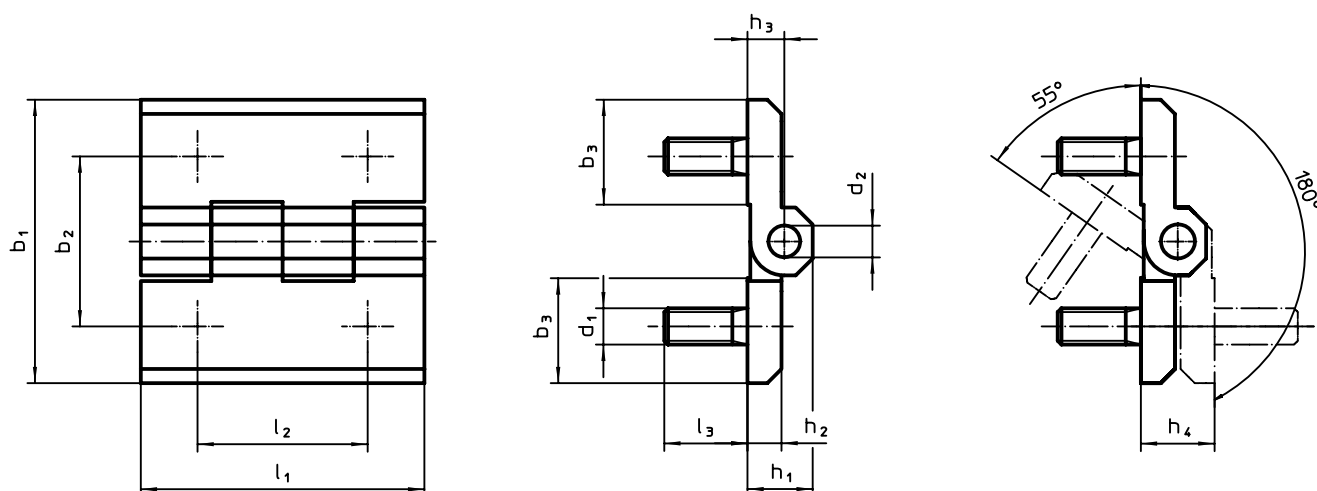 b₁
b₂
l₂
l₁
h₃
b₃
d₂
b₃
d₁
l₃
h₂
h₁
55°
180°
h₄